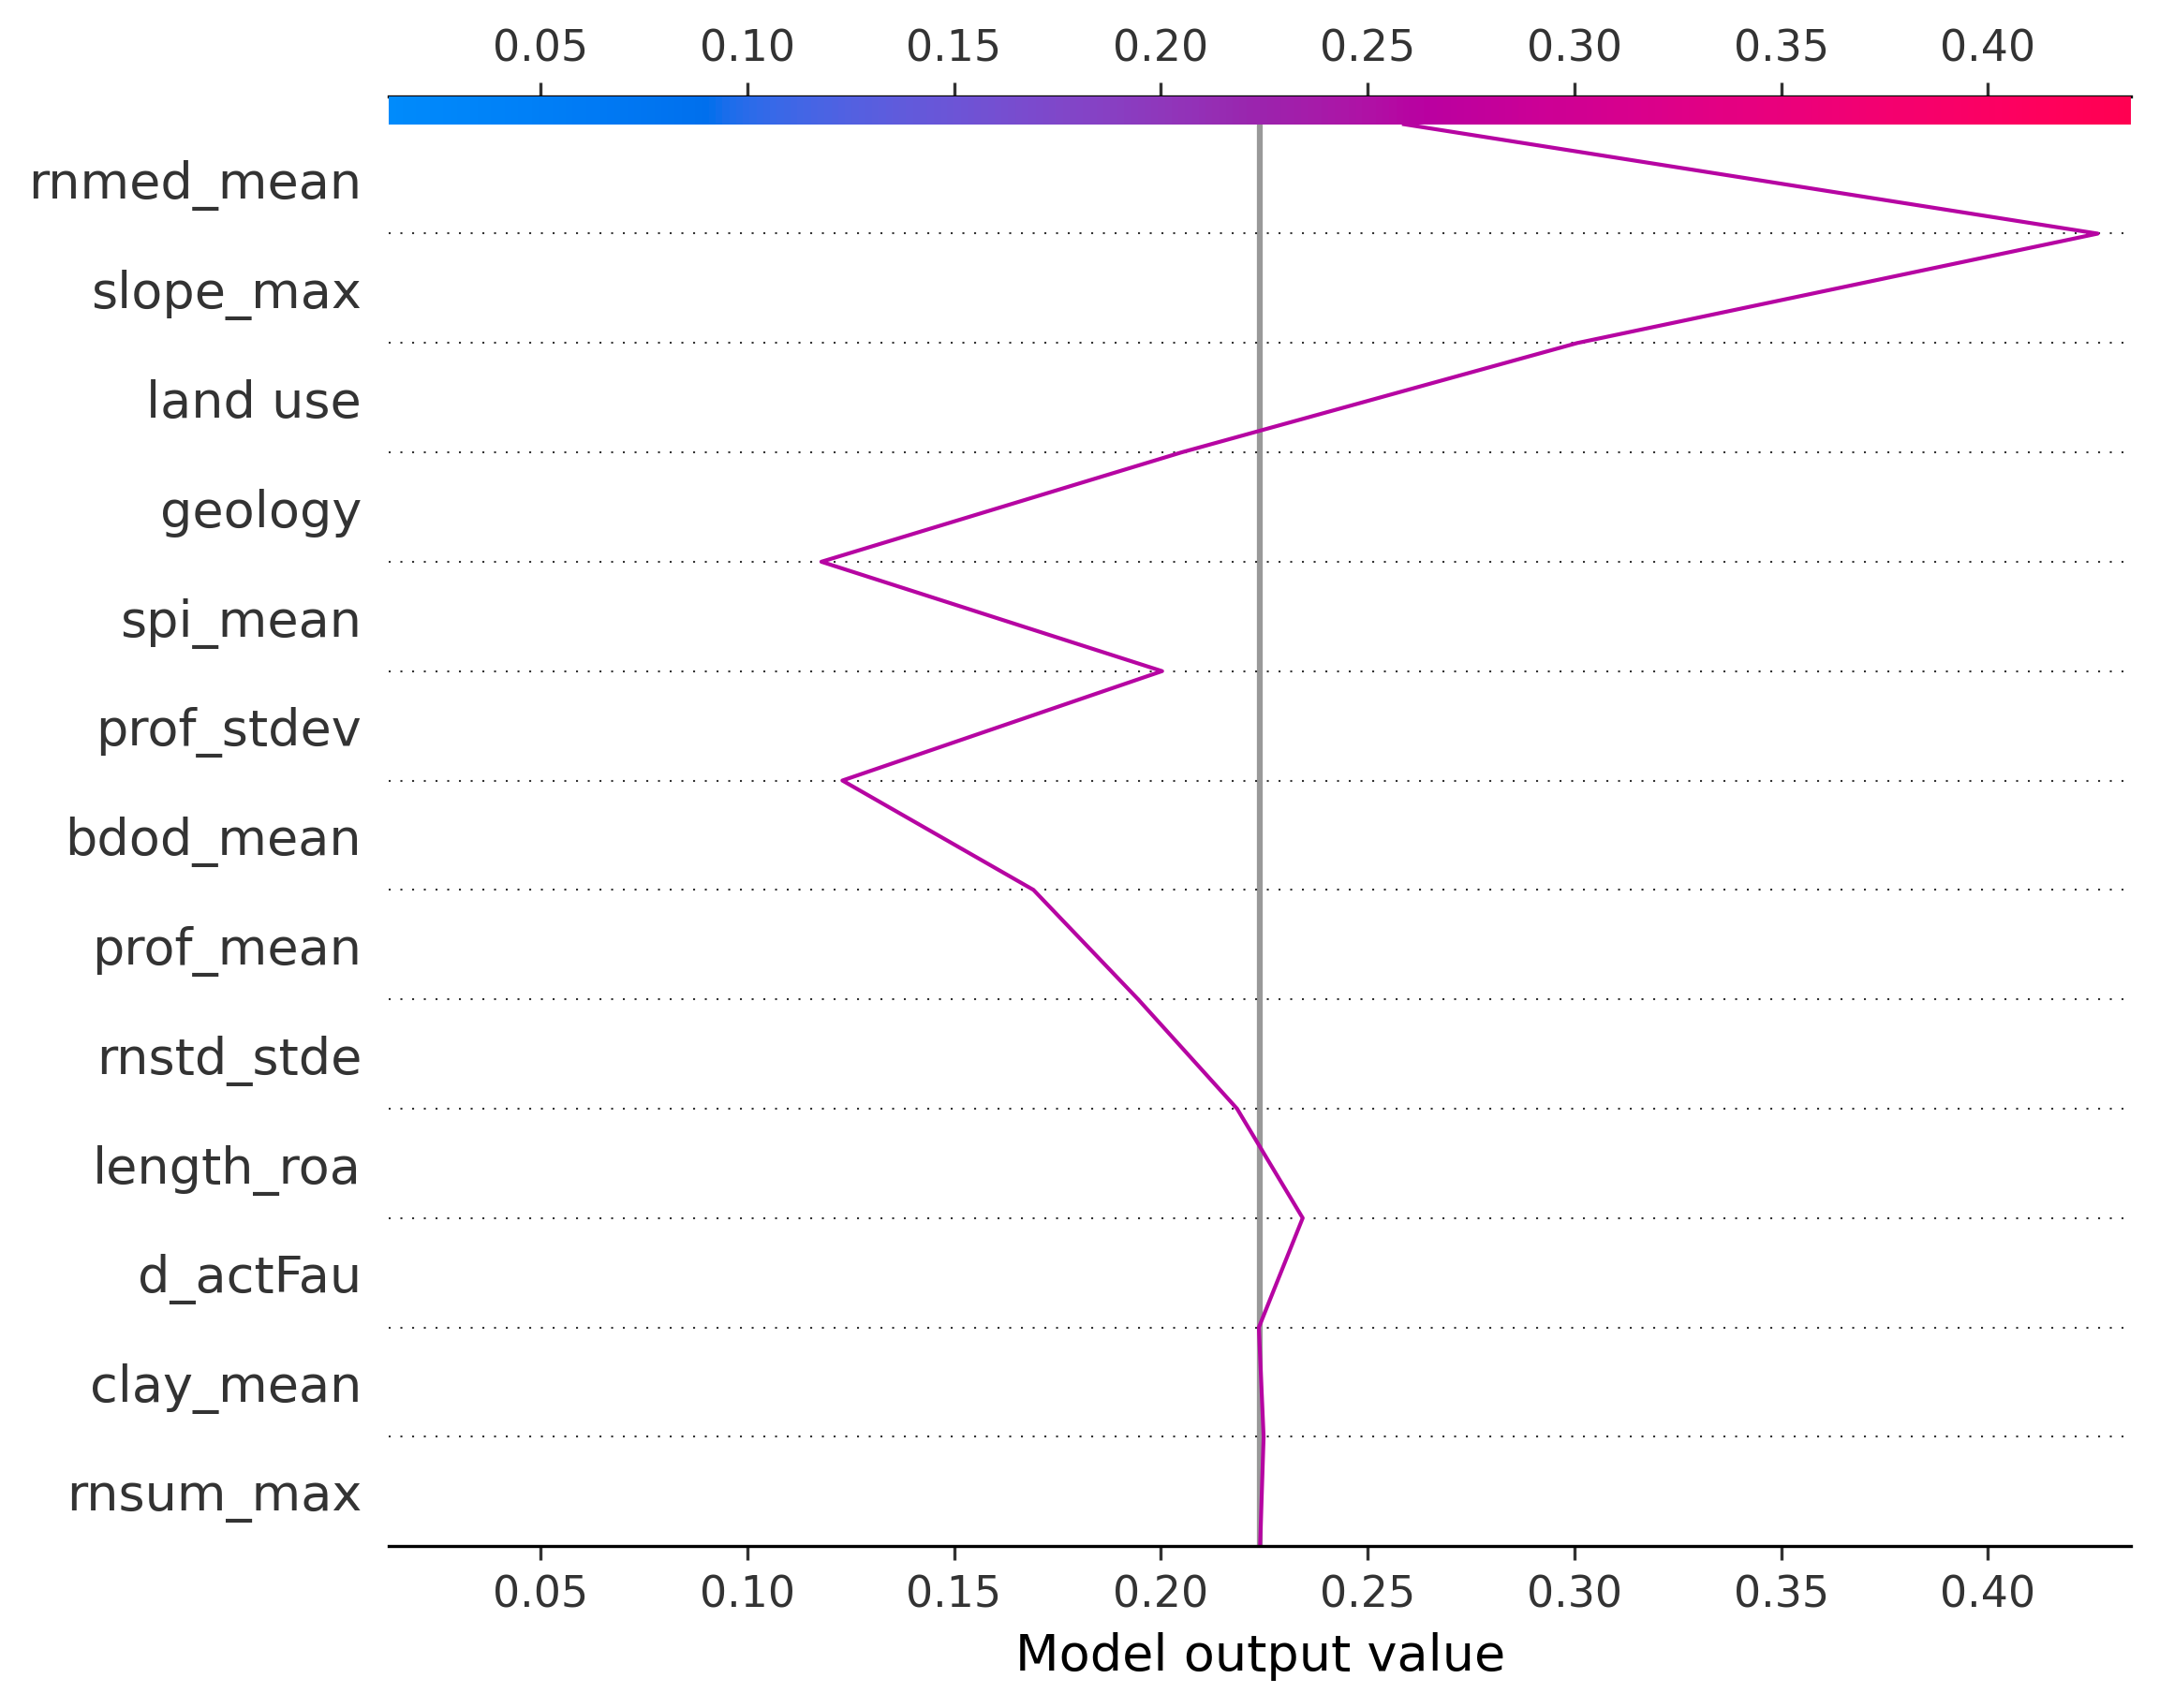 0.05 0.10 0.15 0.20 0.25 0.30 0.35 0.40
rnmed_mean
slope_max
land use
geology
spi_mean
prof_stdev
bdod_mean
prof_mean
rnstd_stde
length_roa
d_actFau
clay_mean
rnsum_max
0.05 0.10 0.15 0.20 0.25 0.30 0.35 0.40
Model output value